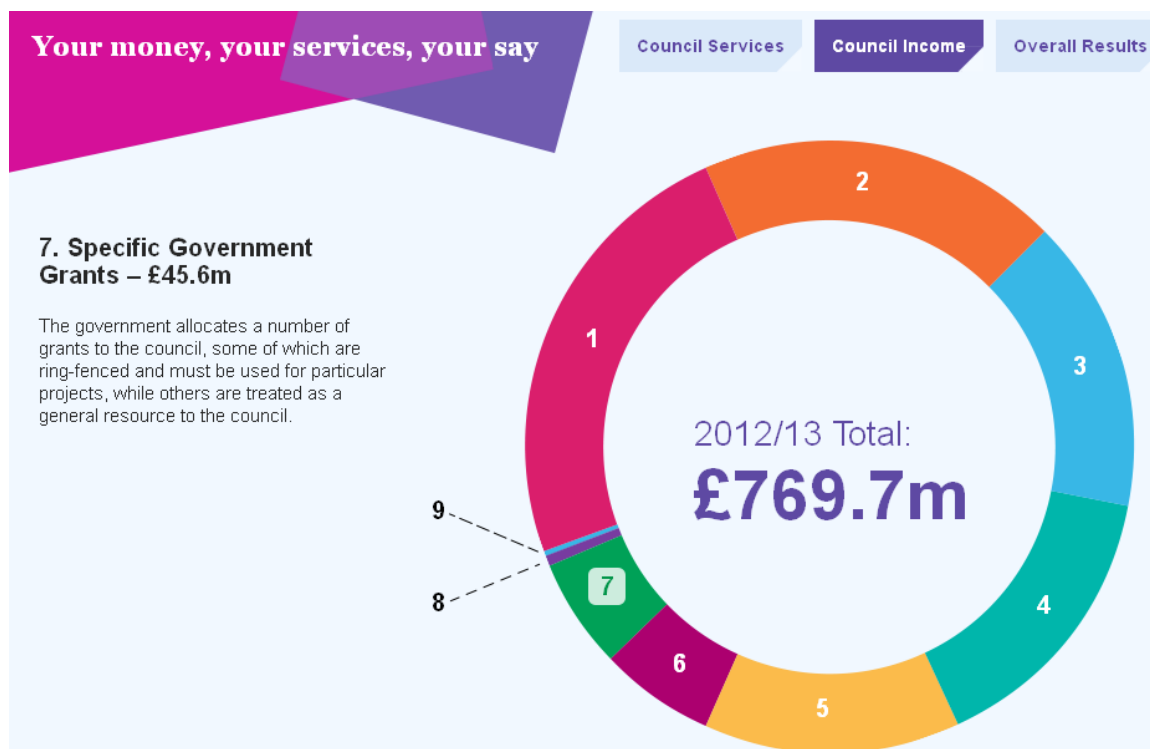 Your money, your services, your say
Council Services
Council Income
Overall Results
7. Specific Government
Grants – £45.6m
The government allocates a number of
grants to the council, some of which are
ring-fenced and must be used for particular
projects, while others are treated as a
general resource to the council.
2012/13 Total:
£769.7m
1
2
3
4
5
6
7
8
9